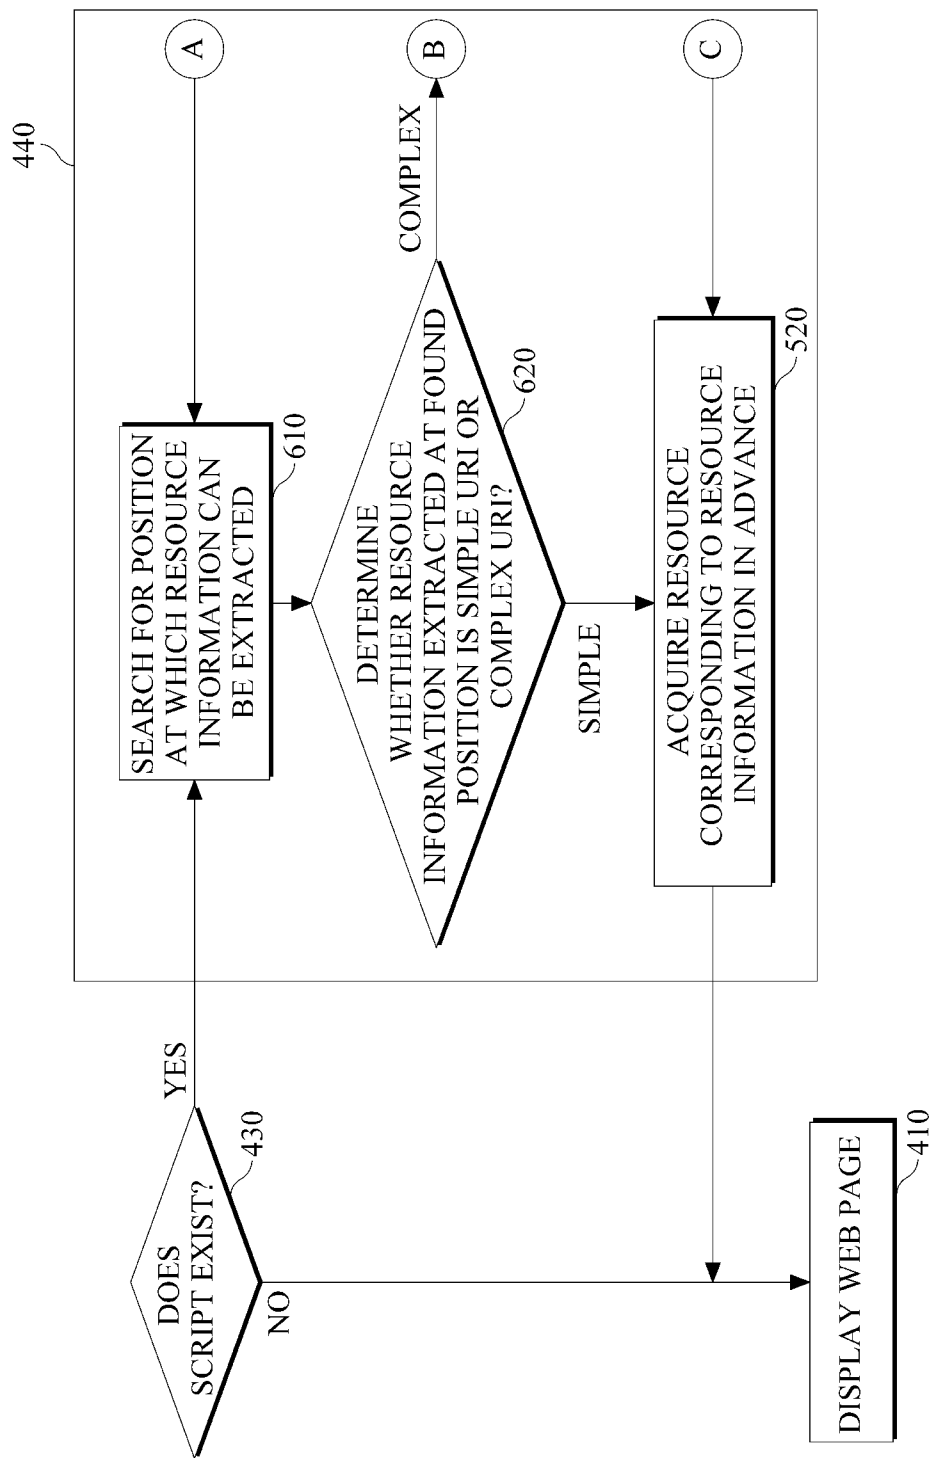 DOES
SCRIPT EXIST?
430
YES
NO
440
SEARCH FOR POSITION
AT WHICH RESOURCE
INFORMATION CAN
BE EXTRACTED
610
A
DETERMINE
WHETHER RESOURCE
INFORMATION EXTRACTED AT FOUND
POSITION IS SIMPLE URI OR
COMPLEX URI?
620
COMPLEX
B
SIMPLE
ACQUIRE RESOURCE
CORRESPONDING TO RESOURCE
INFORMATION IN ADVANCE
520
C
DISPLAY WEB PAGE
410